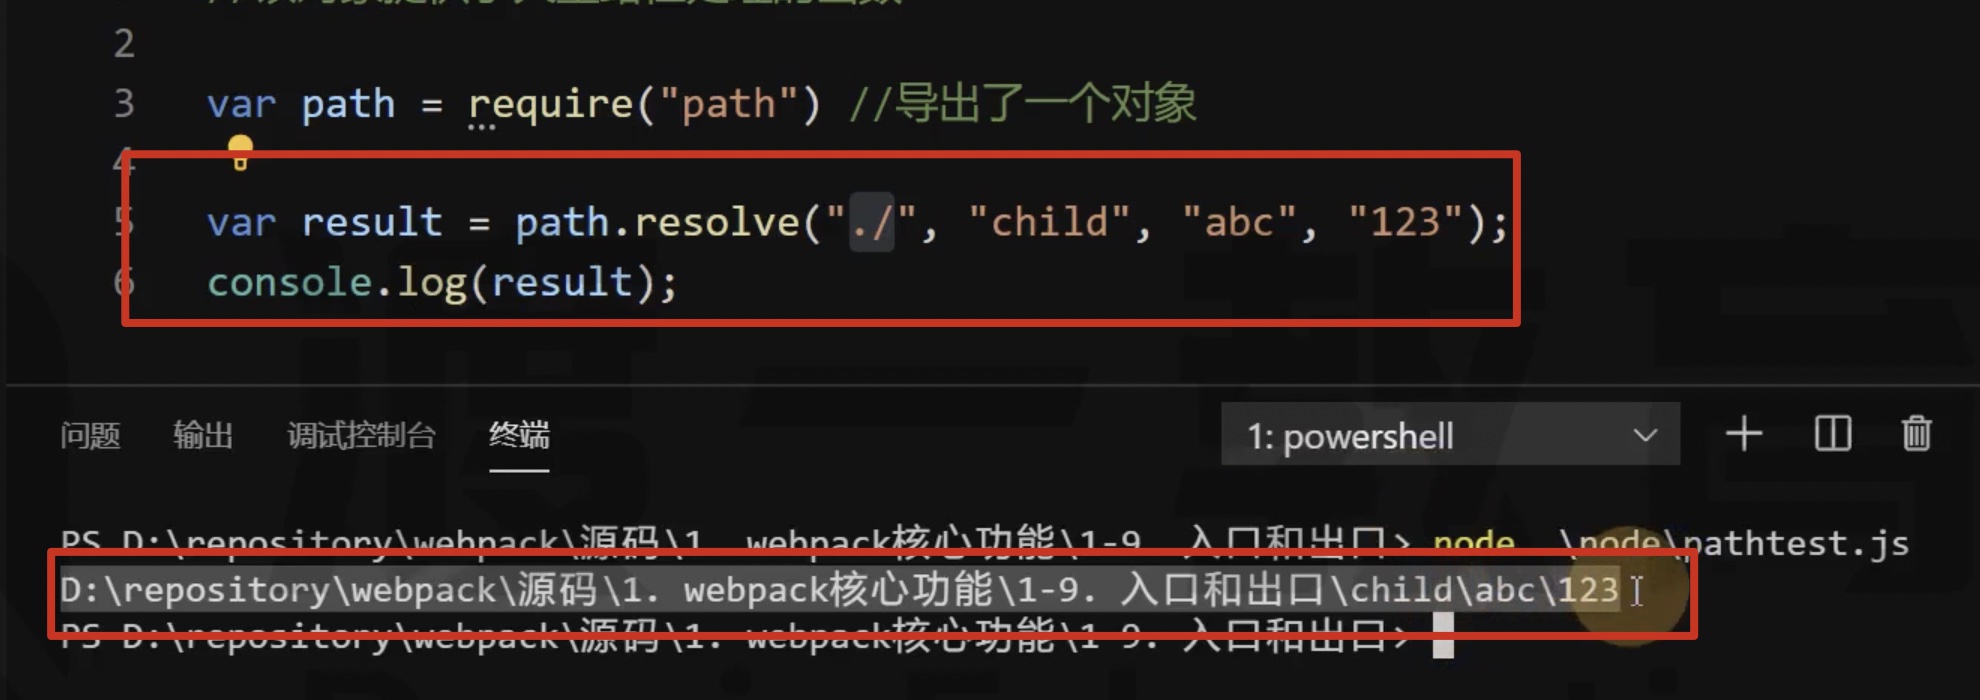 2
3 var path = require("path") //导出了一个对象
4
5 var result = path.resolve("./", "child", "abc", "123");
6 console.log(result);
问题 输出 调试控制台 终端 1: powershell
PS D:\repository\webpack\源码\1. webpack核心功能\1-9. 入口和出口> node .\node\pathtest.js
D:\repository\webpack\源码\1. webpack核心功能\1-9. 入口和出口\child\abc\123
PS D:\repository\webpack\源码\1. webpack核心功能\1-9. 入口和出口>